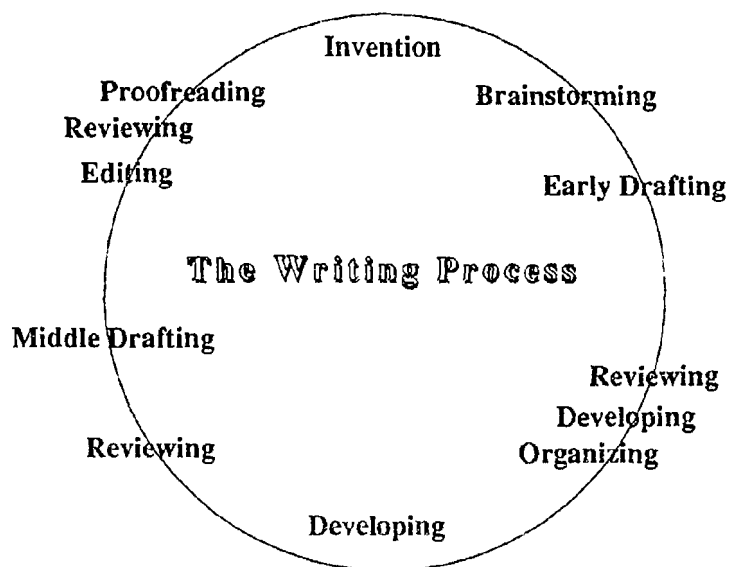 Invention
Proofreading
Brainstorming
Reviewing
Editing
Early Drafting
The Writing Process
Middle Drafting
Reviewing
Developing
Reviewing
Organizing
Developing